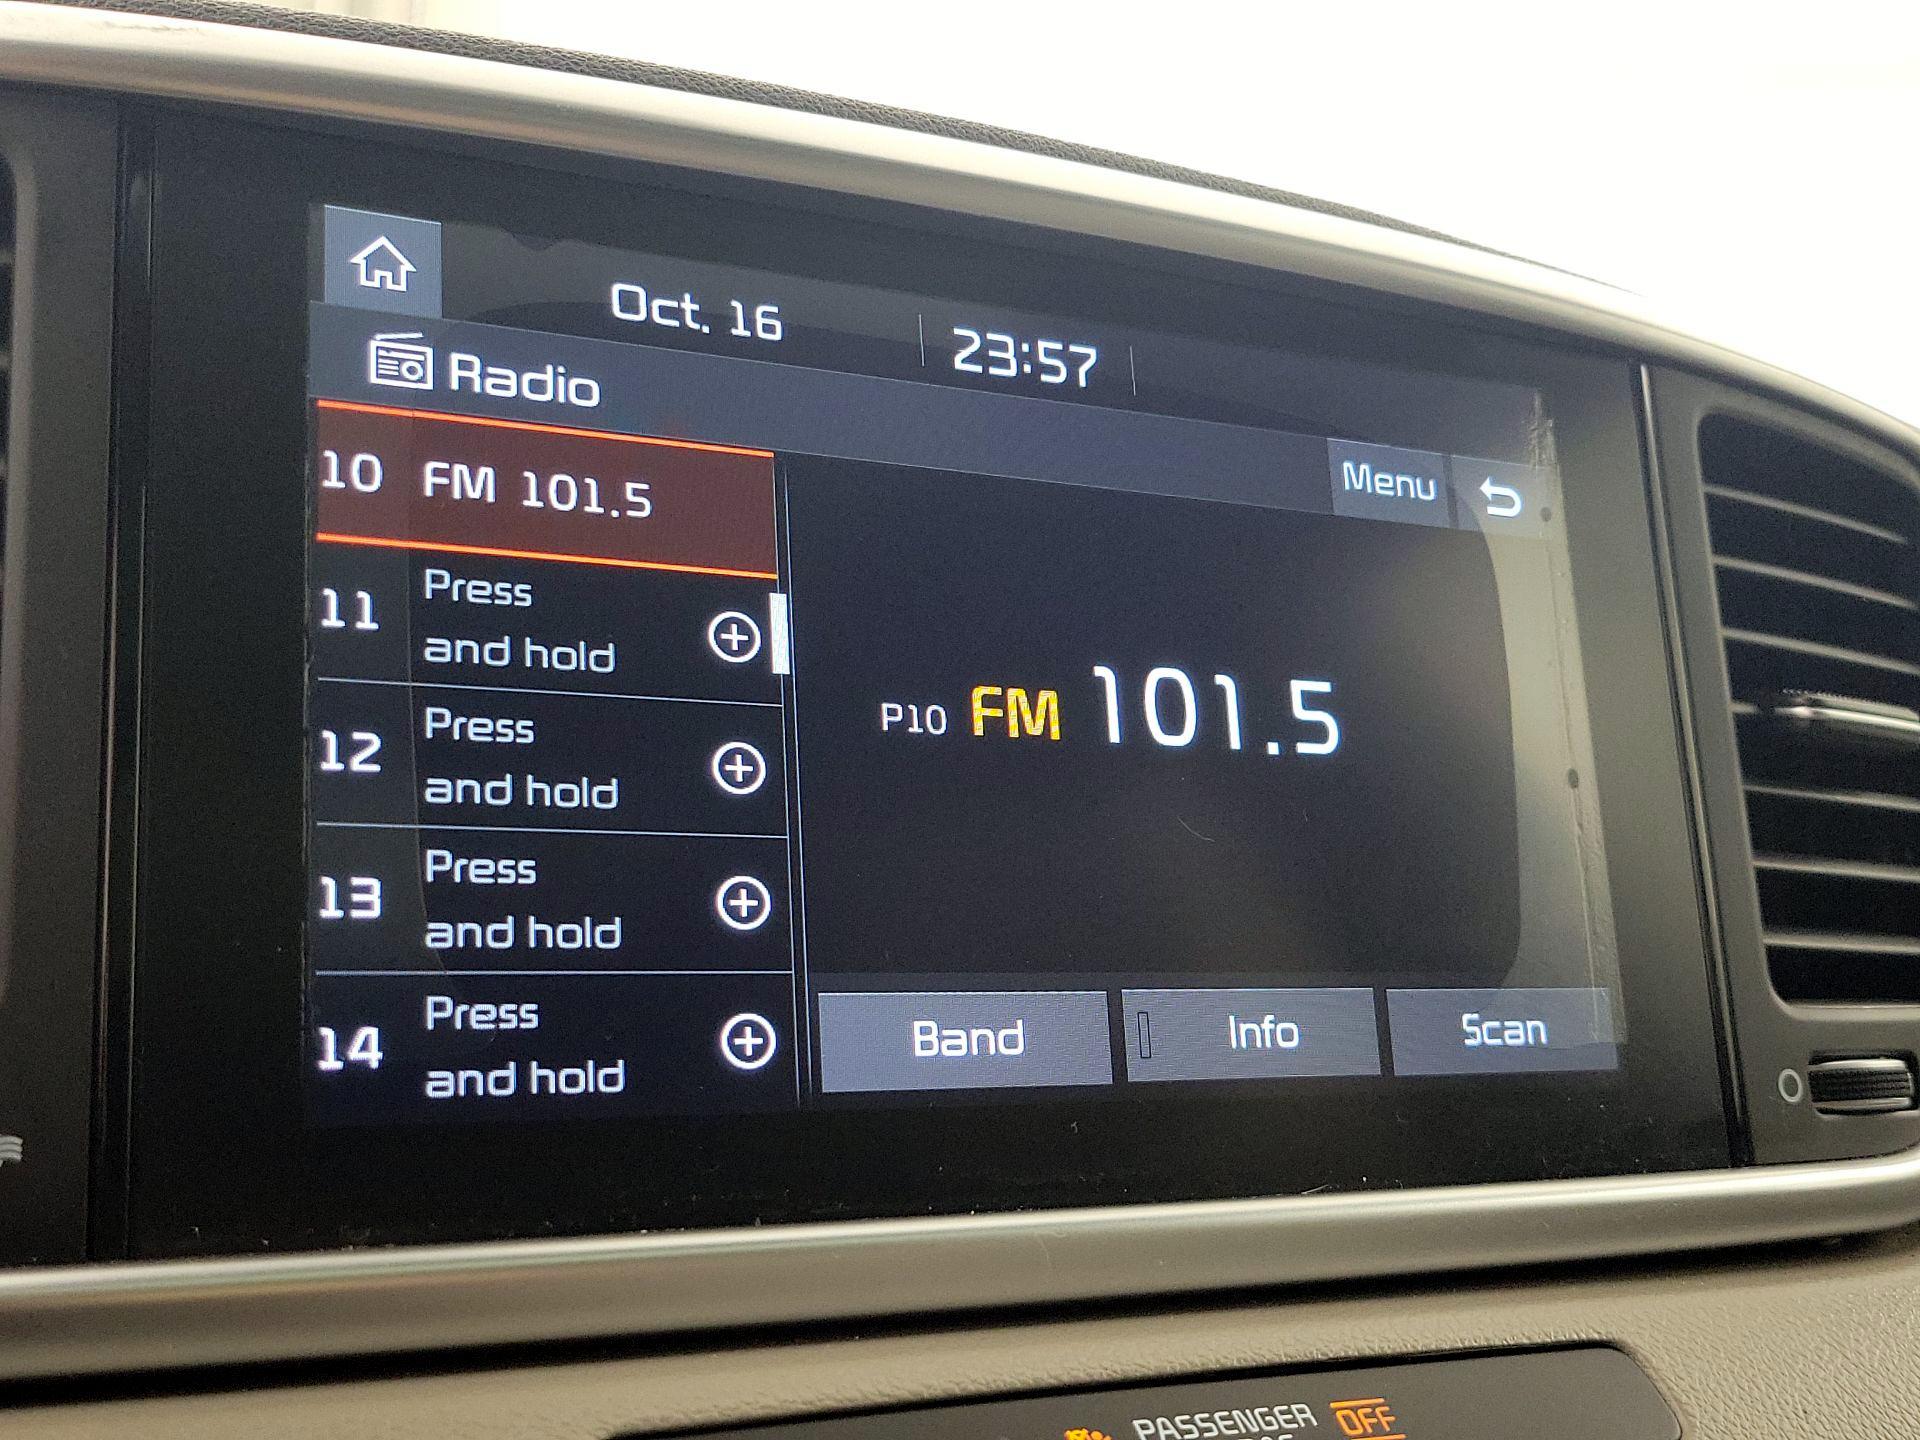 Oct. 16
23:57
Radio
Menu
10 FM 101.5
11 Press
and hold
12 Press
and hold
13 Press
and hold
14 Press
and hold
P10 FM 101.5
Band
Info
Scan
PASSENGER OFF